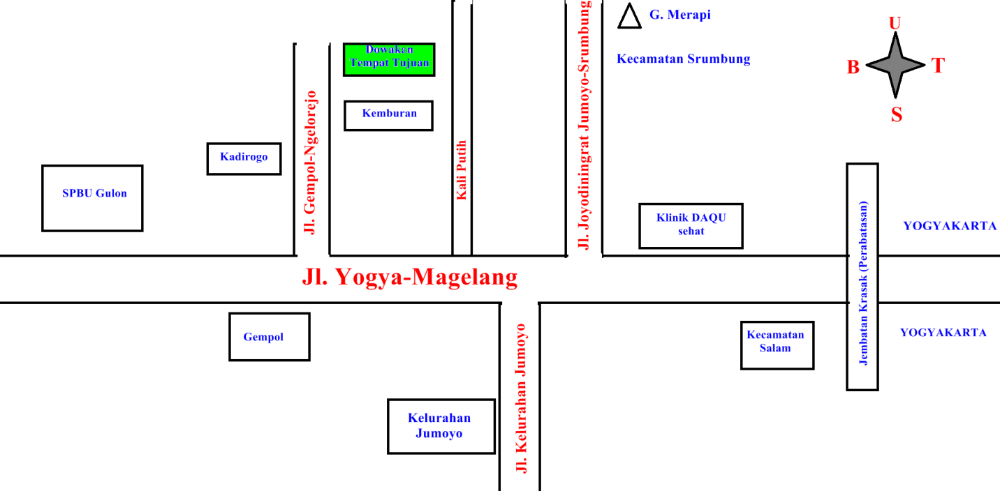 G. Merapi
U
Dowakan
Tempat Tujuan
Kecamatan Srumbung
B
T
S
Jl. Joyodiningrat Jumoyo-Srumbung
Jl. Gempol-Ngelorejo
Kemburan
Kali Putih
Kadirogo
SPBU Gulon
Klinik DAQU
sehat
Jembatan Krasak (Perabatasan)
YOGYAKARTA
Jl. Yogya-Magelang
Gempol
Jl. Kelurahan Jumoyo
Kecamatan
Salam
YOGYAKARTA
Kelurahan
Jumoyo